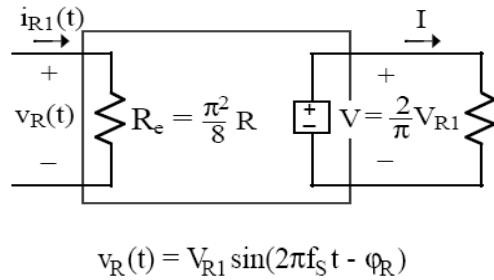 i_R1(t)
I
+
+
v_R(t)
R_e = π²/8 R
+
−
V = 2/π V_R1
−
−
v_R(t) = V_R1 sin(2πf_S t - φ_R)